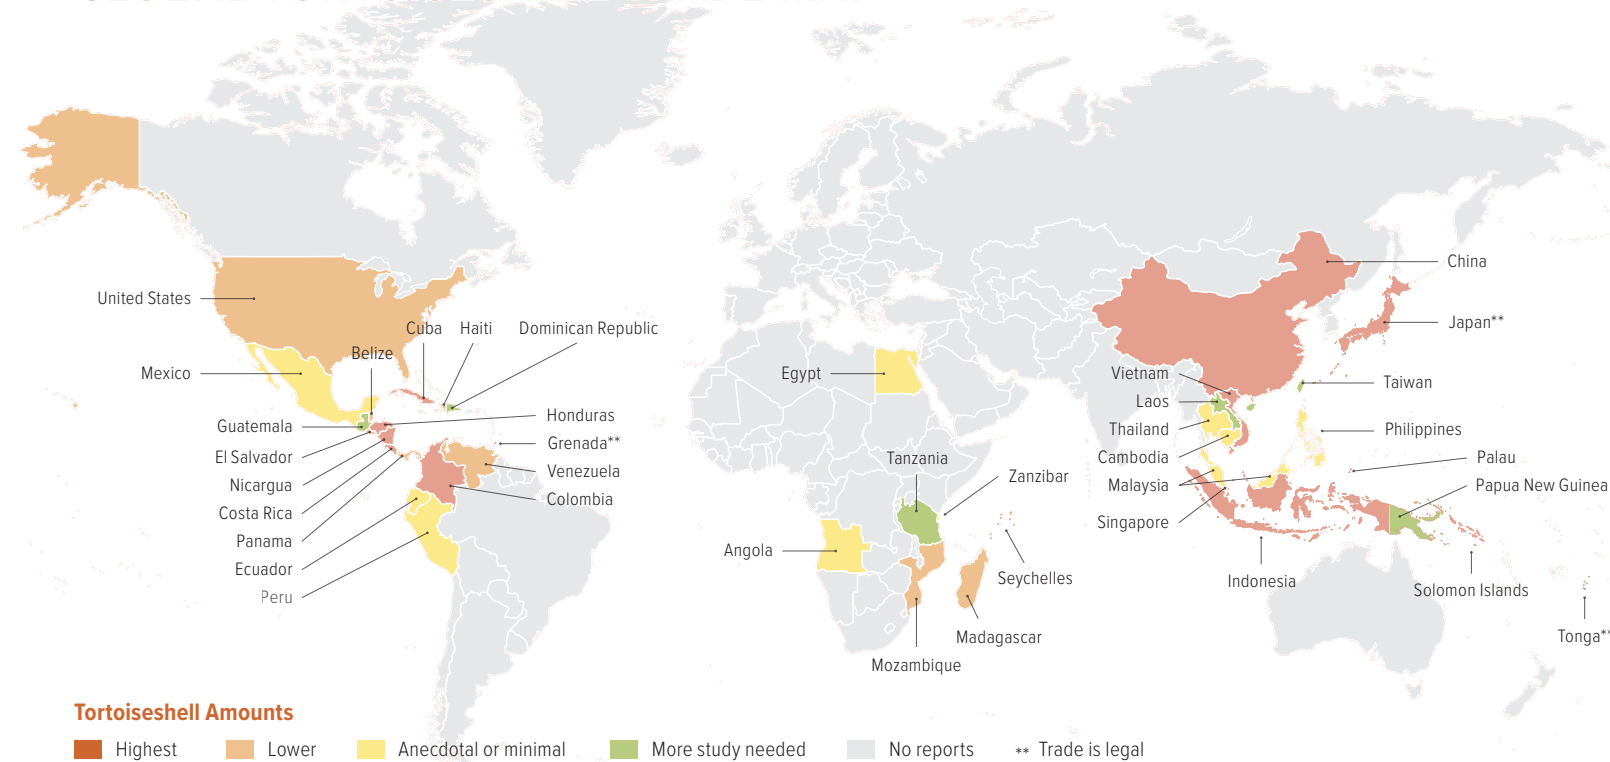 China
United States
Japan**
Cuba
Haiti
Dominican Republic
Belize
Mexico
Egypt
Vietnam
Taiwan
Laos
Honduras
Guatemala
Thailand
Philippines
Grenada**
El Salvador
Cambodia
Tanzania
Palau
Venezuela
Zanzibar
Nicargua
Malaysia
Papua New Guinea
Colombia
Costa Rica
Singapore
Panama
Angola
Ecuador
Seychelles
Indonesia
Solomon Islands
Peru
Madagascar
Tonga**
Mozambique
Tortoiseshell Amounts
Highest
Lower
Anecdotal or minimal
More study needed
No reports
** Trade is legal